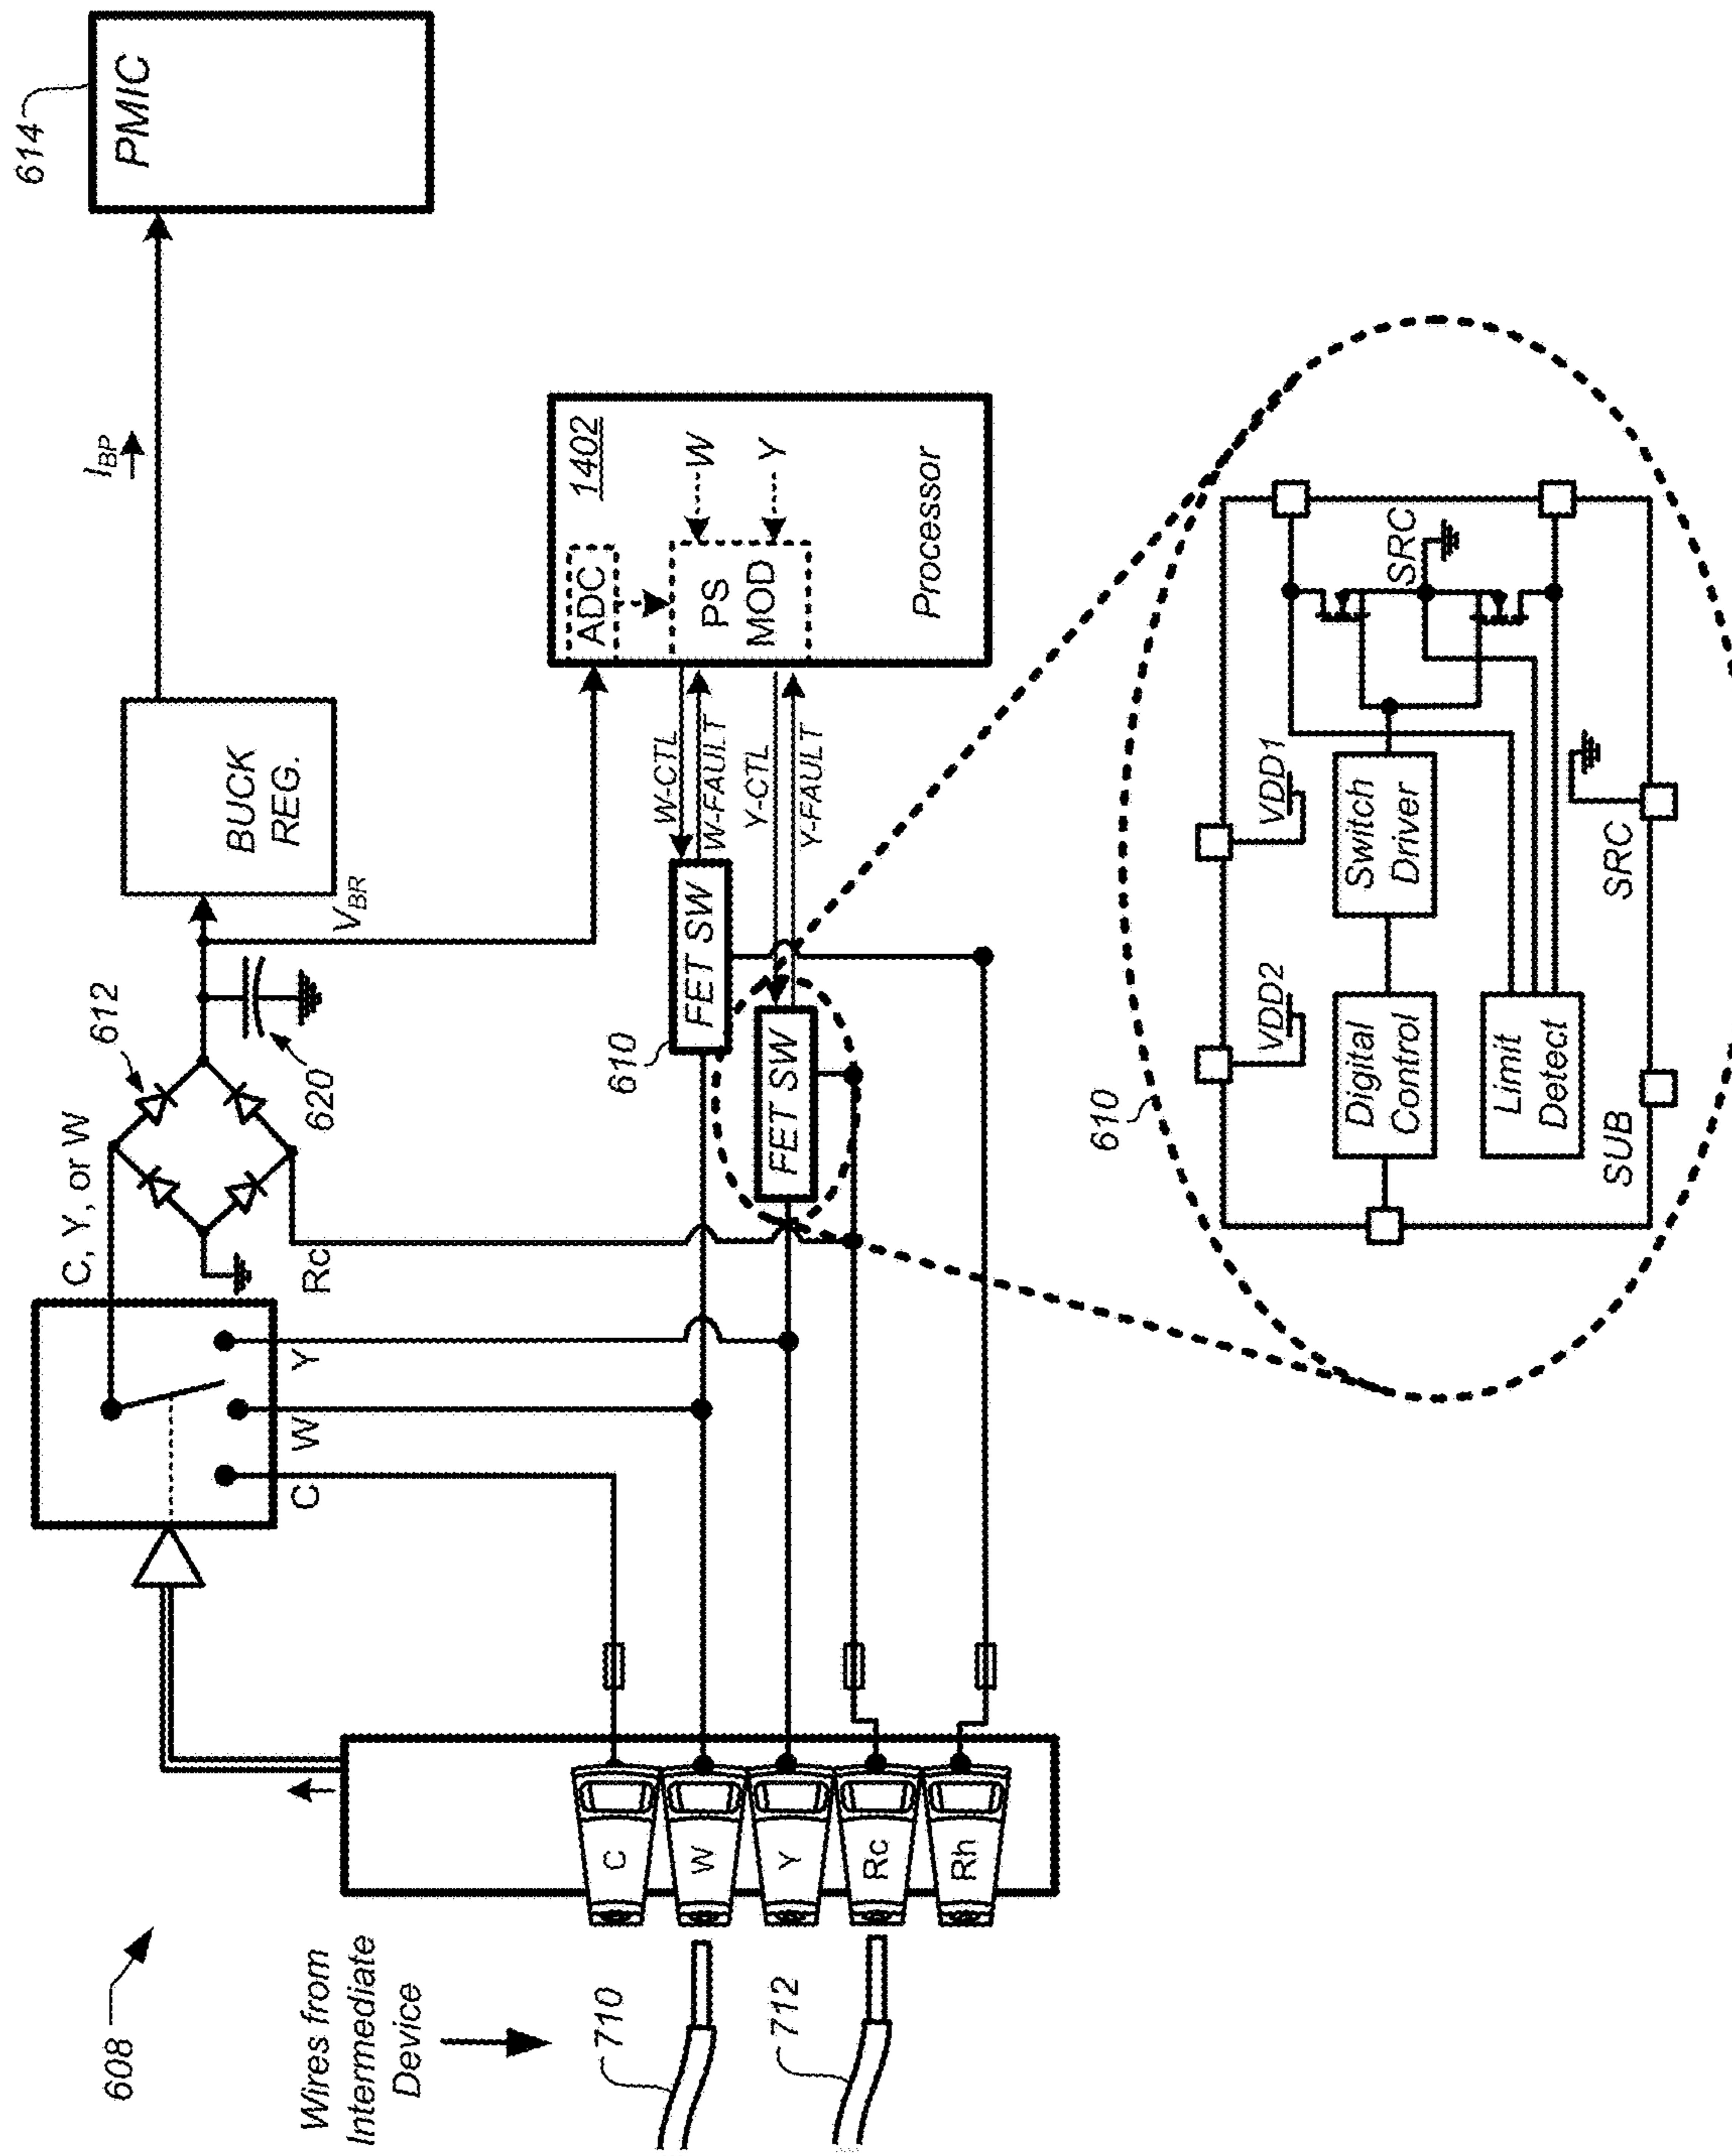 608
Wires from
Intermediate
Device
710
712
C
W
Y
Rc
Rh
C
W
Y
C, Y, or W
Rc
612
620
V_BR
BUCK
REG.
I_BP
614
PMIC
610
FET SW
FET SW
W-CTL
W-FAULT
Y-CTL
Y-FAULT
ADC
1402
PS
MOD
W
Y
Processor
610
VDD2
VDD1
Digital
Control
Switch
Driver
SRC
Limit
Detect
SUB
SRC